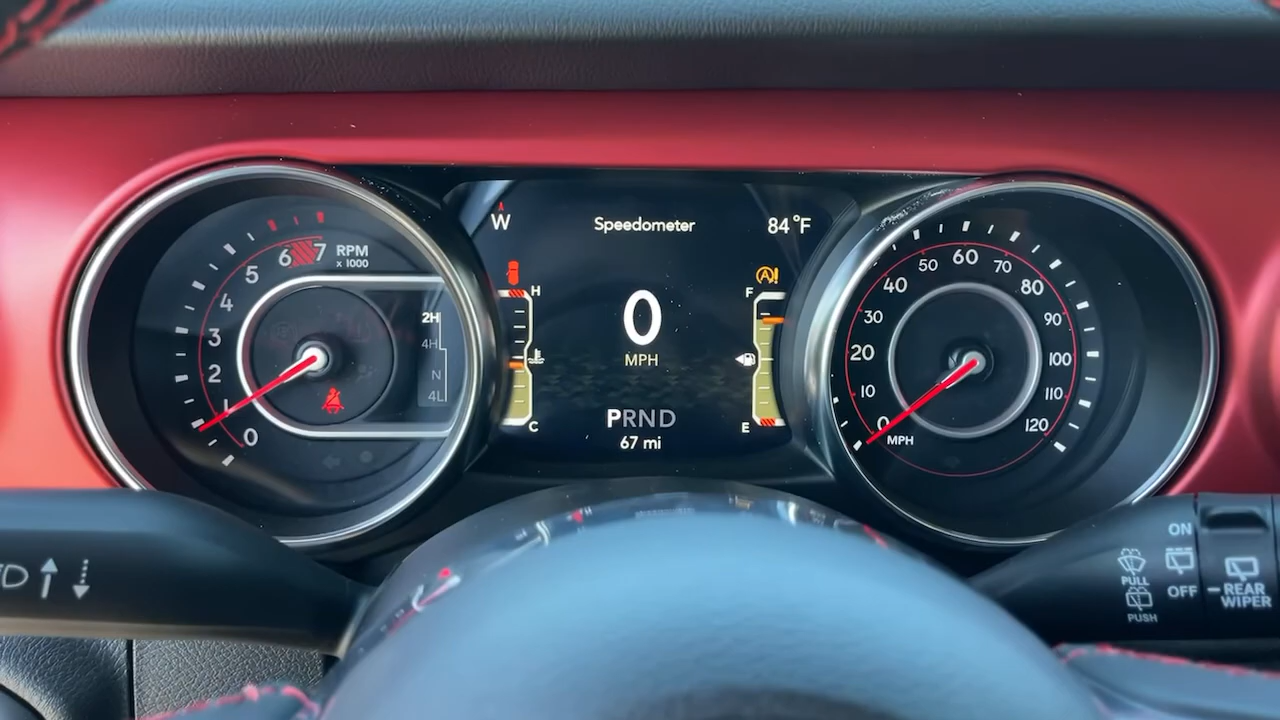 W
Speedometer
84°F
6 7
RPM
x 1000
5
4
3
2
1
0
2H
4H
N
4L
H
C
0
MPH
PRND
67 mi
A!
F
E
0
10
20
30
40
50
60
70
80
90
100
110
120
MPH
ON
OFF
PULL
PUSH
REAR
WIPER